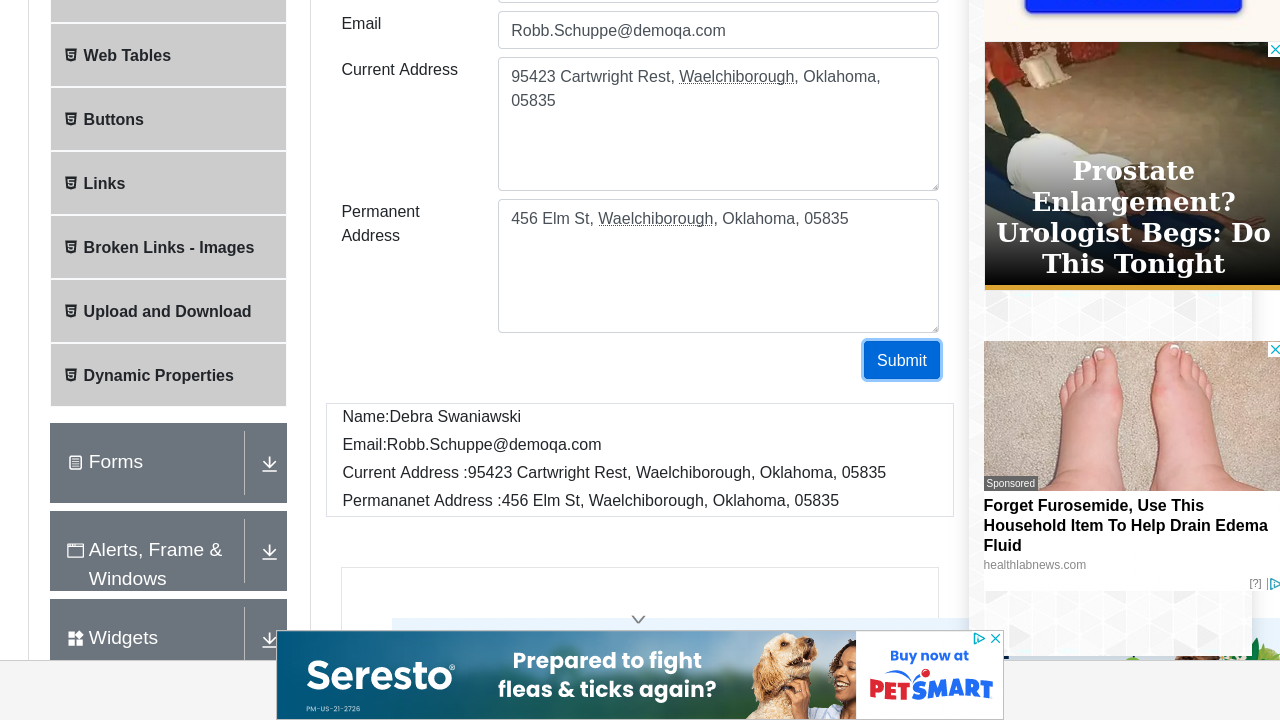 Email
Robb.Schuppe@demoqa.com
Web Tables
Current Address
95423 Cartwright Rest, Waelchiborough, Oklahoma,
05835
Buttons
Links
Permanent
Address
456 Elm St, Waelchiborough, Oklahoma, 05835
Broken Links - Images
Upload and Download
Dynamic Properties
Submit
Name:Debra Swaniawski
Email:Robb.Schuppe@demoqa.com
Current Address :95423 Cartwright Rest, Waelchiborough, Oklahoma, 05835
Permananet Address :456 Elm St, Waelchiborough, Oklahoma, 05835
Forms
Alerts, Frame &
Windows
Widgets
Prostate
Enlargement?
Urologist Begs: Do
This Tonight
Sponsored
Forget Furosemide, Use This
Household Item To Help Drain Edema
Fluid
healthlabnews.com
[?]
Seresto®
PM-US-21-2726
Prepared to fight
fleas & ticks again?
Buy now at
PETSMART